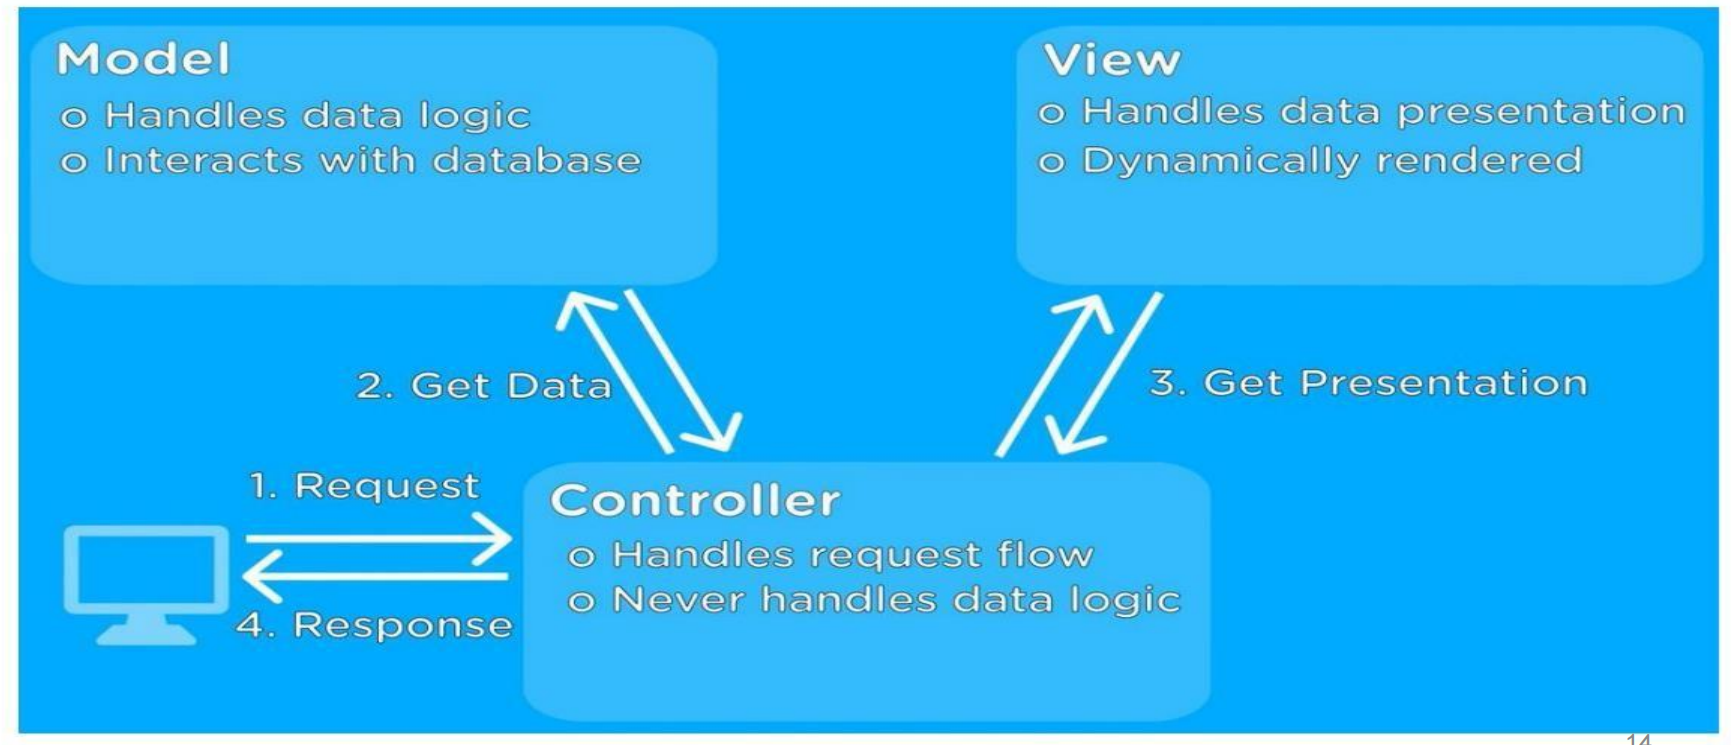 Model
o Handles data logic
o Interacts with database
View
o Handles data presentation
o Dynamically rendered
2. Get Data
3. Get Presentation
1. Request
4. Response
Controller
o Handles request flow
o Never handles data logic
14